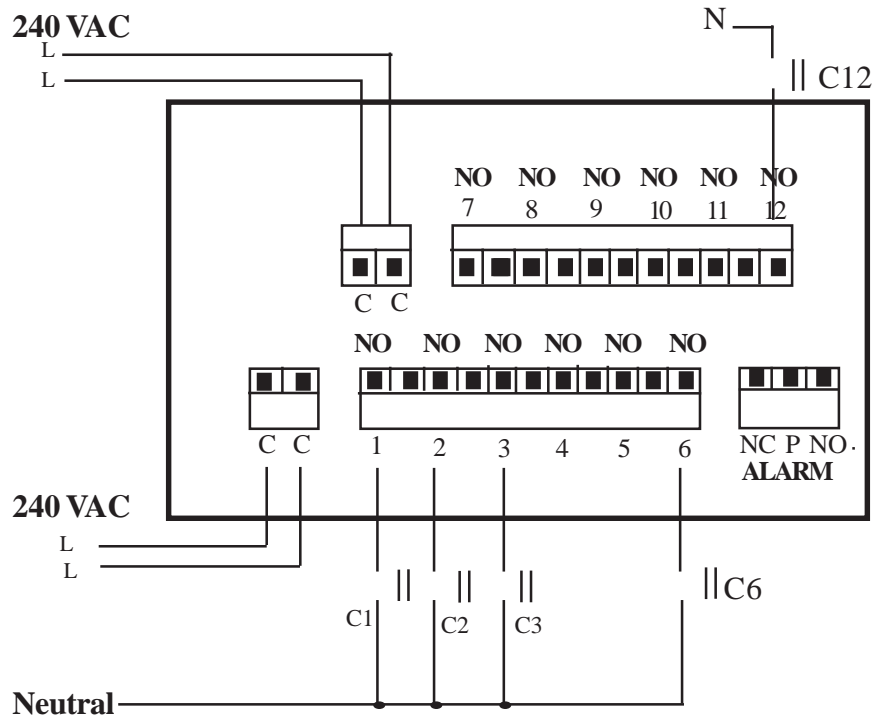 240 VAC
L
L
N
C12
NO NO NO NO NO NO
7 8 9 10 11 12
C C
NO NO NO NO NO NO
C C
1 2 3 4 5 6
NC P NO.
ALARM
240 VAC
L
L
C1 C2 C3 C6
Neutral